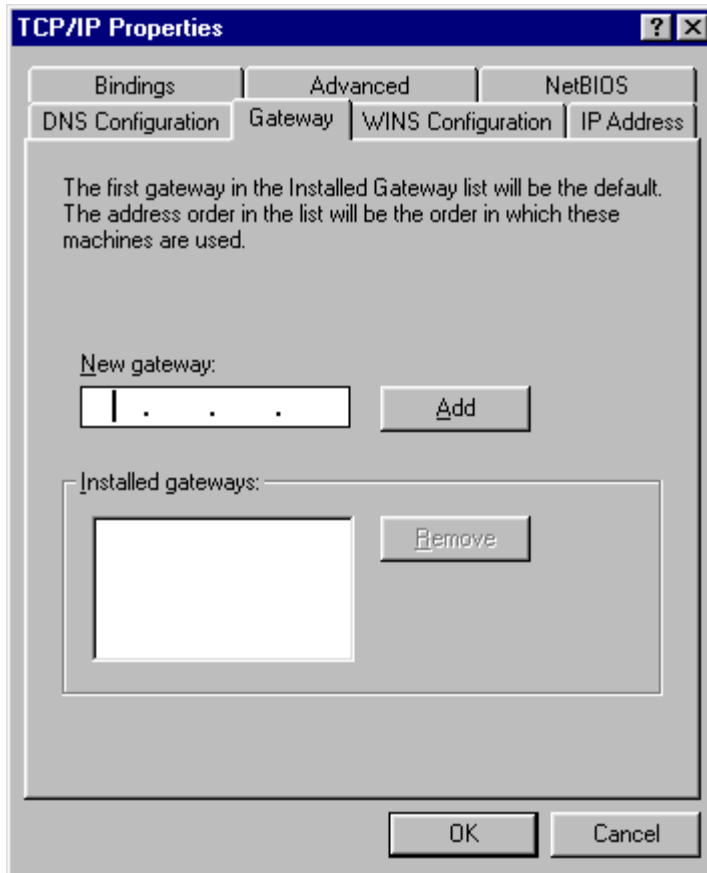 TCP/IP Properties
Bindings Advanced NetBIOS
DNS Configuration Gateway WINS Configuration IP Address
The first gateway in the Installed Gateway list will be the default.
The address order in the list will be the order in which these
machines are used.
New gateway:
. . .
Add
Installed gateways:
Remove
OK Cancel